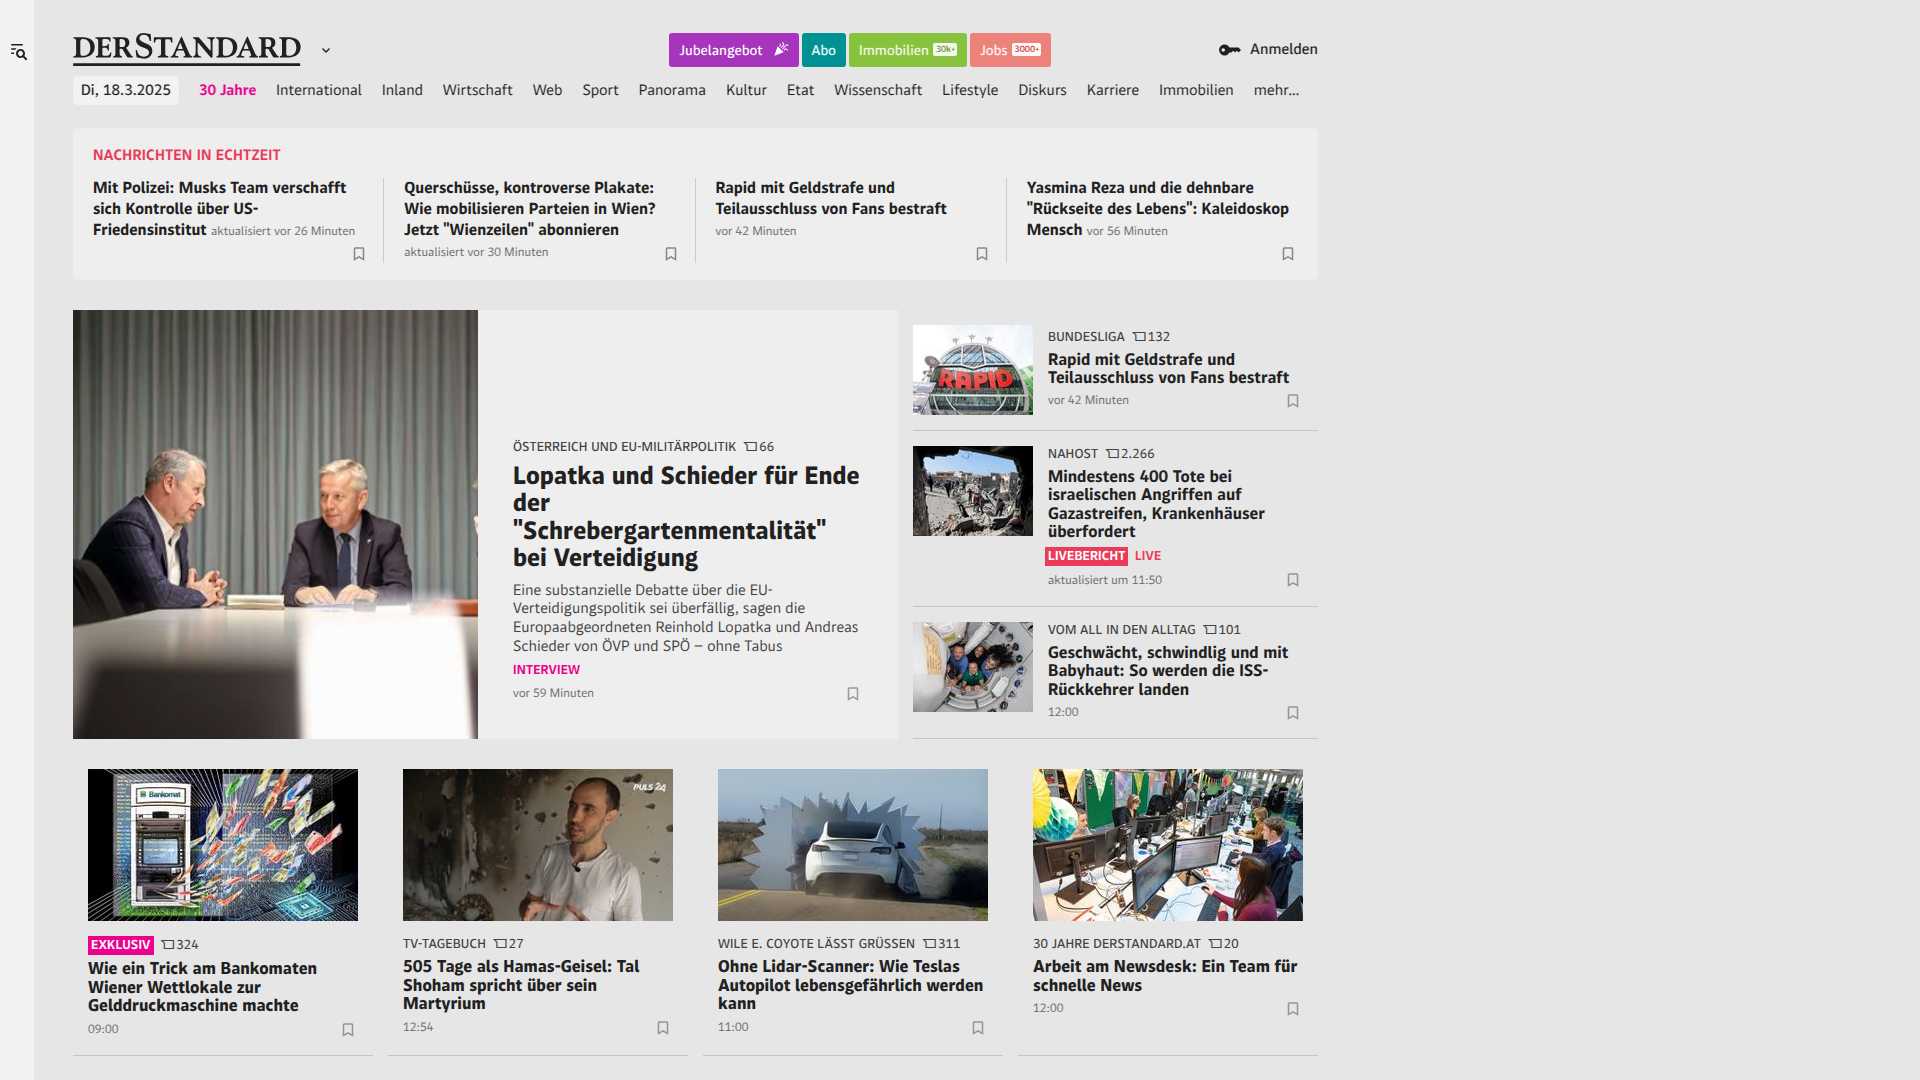 DERSTANDARD
Jubelangebot
Abo
Immobilien 30k+
Jobs 3000+
Anmelden
Di, 18.3.2025
30 Jahre
International
Inland
Wirtschaft
Web
Sport
Panorama
Kultur
Etat
Wissenschaft
Lifestyle
Diskurs
Karriere
Immobilien
mehr...
NACHRICHTEN IN ECHTZEIT
Mit Polizei: Musks Team verschafft
sich Kontrolle über US-
Friedensinstitut aktualisiert vor 26 Minuten
Querschüsse, kontroverse Plakate:
Wie mobilisieren Parteien in Wien?
Jetzt "Wienzeilen" abonnieren
aktualisiert vor 30 Minuten
Rapid mit Geldstrafe und
Teilausschluss von Fans bestraft
vor 42 Minuten
Yasmina Reza und die dehnbare
"Rückseite des Lebens": Kaleidoskop
Mensch vor 56 Minuten
ÖSTERREICH UND EU-MILITÄRPOLITIK 66
Lopatka und Schieder für Ende
der
"Schrebergartenmentalität"
bei Verteidigung
Eine substanzielle Debatte über die EU-
Verteidigungspolitik sei überfällig, sagen die
Europaabgeordneten Reinhold Lopatka und Andreas
Schieder von ÖVP und SPÖ – ohne Tabus
INTERVIEW
vor 59 Minuten
RAPID
BUNDESLIGA 132
Rapid mit Geldstrafe und
Teilausschluss von Fans bestraft
vor 42 Minuten
NAHOST 2.266
Mindestens 400 Tote bei
israelischen Angriffen auf
Gazastreifen, Krankenhäuser
überfordert
LIVEBERICHT LIVE
aktualisiert um 11:50
VOM ALL IN DEN ALLTAG 101
Geschwächt, schwindlig und mit
Babyhaut: So werden die ISS-
Rückkehrer landen
12:00
Bankomat
EXKLUSIV 324
Wie ein Trick am Bankomaten
Wiener Wettlokale zur
Gelddruckmaschine machte
09:00
PULS 24
TV-TAGEBUCH 27
505 Tage als Hamas-Geisel: Tal
Shoham spricht über sein
Martyrium
12:54
WILE E. COYOTE LÄSST GRÜSSEN 311
Ohne Lidar-Scanner: Wie Teslas
Autopilot lebensgefährlich werden
kann
11:00
30 JAHRE DERSTANDARD.AT 20
Arbeit am Newsdesk: Ein Team für
schnelle News
12:00